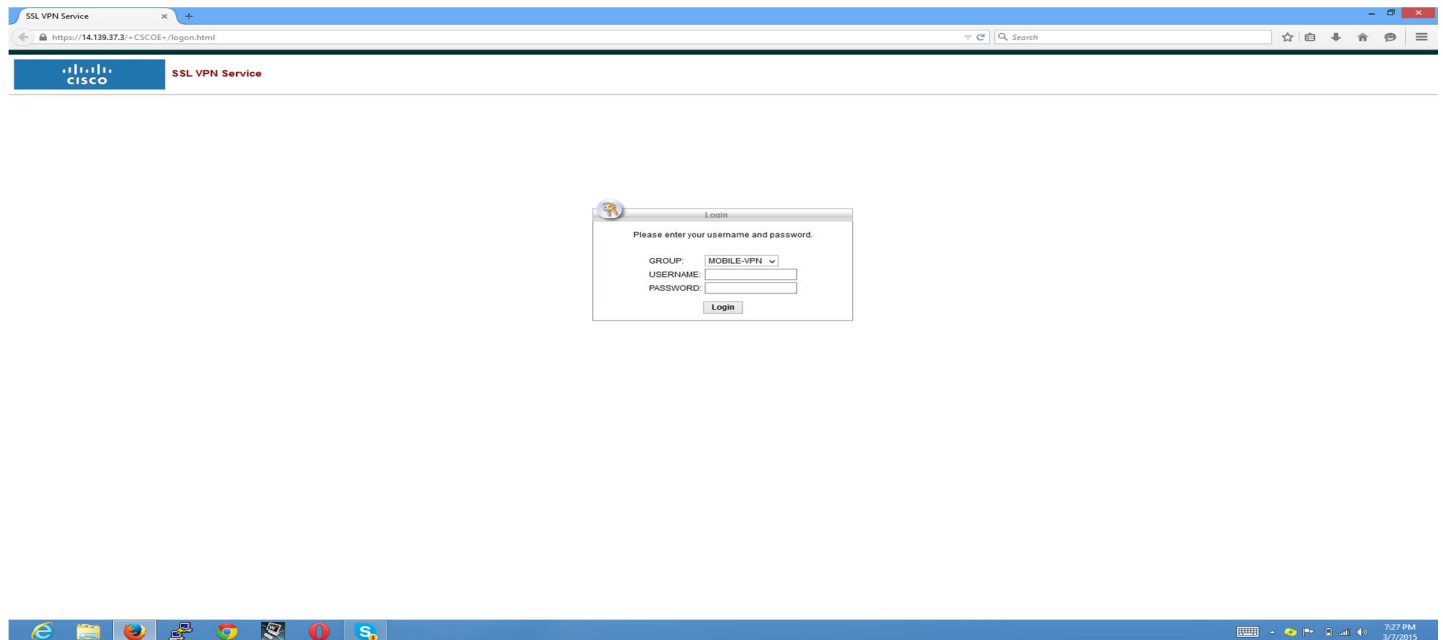 SSL VPN Service
https://14.139.37.3/+CSCOE+/logon.html
Search
CISCO
SSL VPN Service
Login
Please enter your username and password.
GROUP: MOBILE-VPN
USERNAME:
PASSWORD:
Login
7:27 PM
3/7/2015